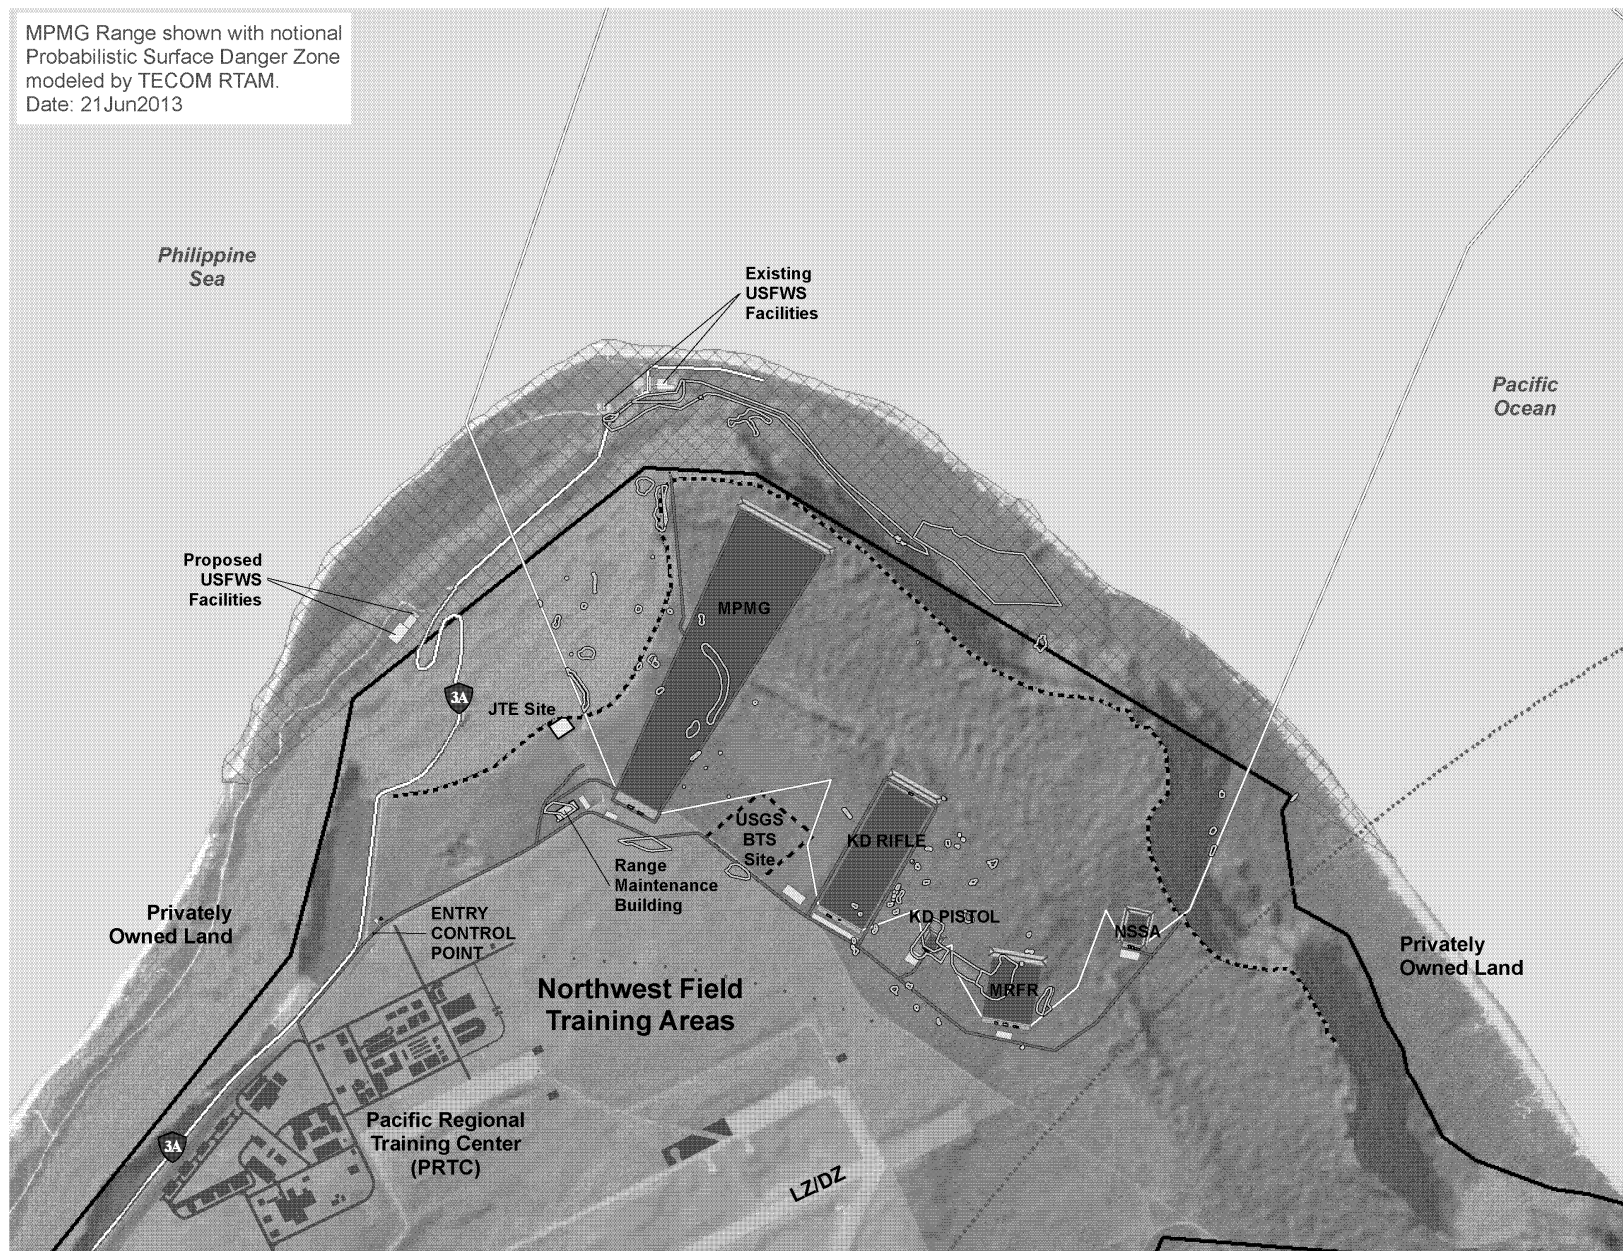 MPMG Range shown with notional
Probabilistic Surface Danger Zone
modeled by TECOM RTAM.
Date: 21Jun2013
Philippine
Sea
Existing
USFWS
Facilities
Pacific
Ocean
Proposed
USFWS
Facilities
MPMG
3A
JTE Site
USGS
BTS
Site
KD RIFLE
Range
Maintenance
Building
KD PISTOL
NSSA
MRFR
Privately
Owned Land
ENTRY
CONTROL
POINT
Privately
Owned Land
Northwest Field
Training Areas
Pacific Regional
Training Center
(PRTC)
3A
LZ/DZ